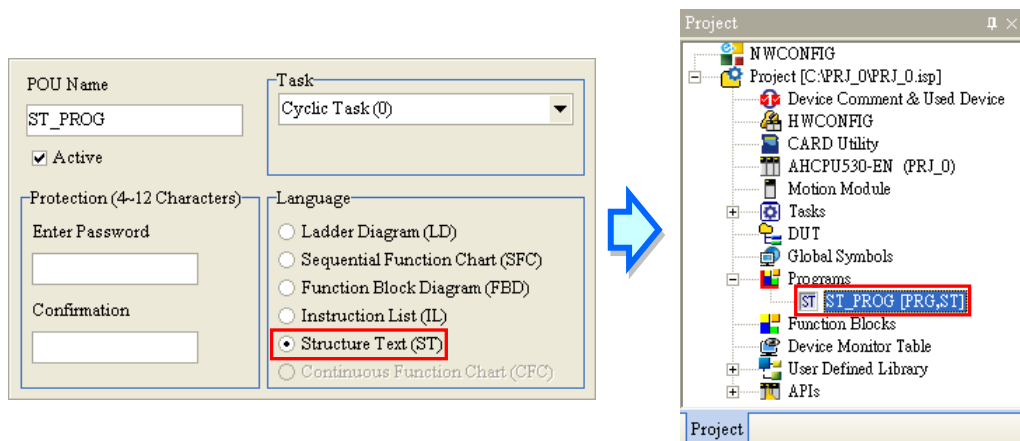 POU Name
ST_PROG
Active
Protection (4~12 Characters)
Enter Password
Confirmation
Task
Cyclic Task (0)
Language
Ladder Diagram (LD)
Sequential Function Chart (SFC)
Function Block Diagram (FBD)
Instruction List (IL)
Structure Text (ST)
Continuous Function Chart (CFC)
Project
NWCONFIG
Project [C:\PRJ_0\PRJ_0.isp]
Device Comment & Used Device
HWCONFIG
CARD Utility
AHCPU530-EN (PRJ_0)
Motion Module
Tasks
DUT
Global Symbols
Programs
ST ST_PROG [PRG,ST]
Function Blocks
Device Monitor Table
User Defined Library
APIs
Project